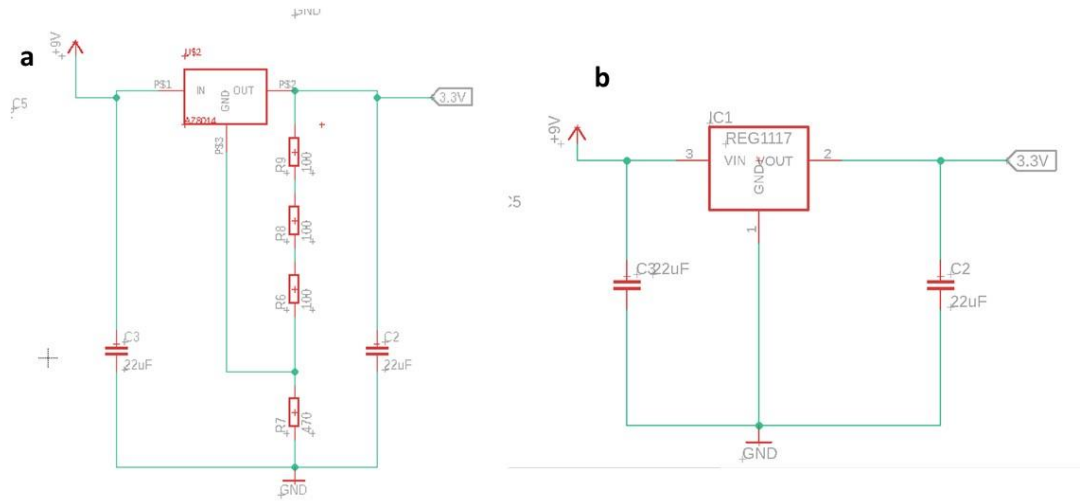 a
GND
+9V
C5
U$2
P$1
IN
GND
OUT
P$2
P$3
3.3V
R9
100
R8
100
R6
100
C3
22uF
C2
22uF
R7
470
GND
b
+9V
IC1
REG1117
3
VIN
GND
VOUT
2
1
3.3V
C3
22uF
C2
22uF
GND